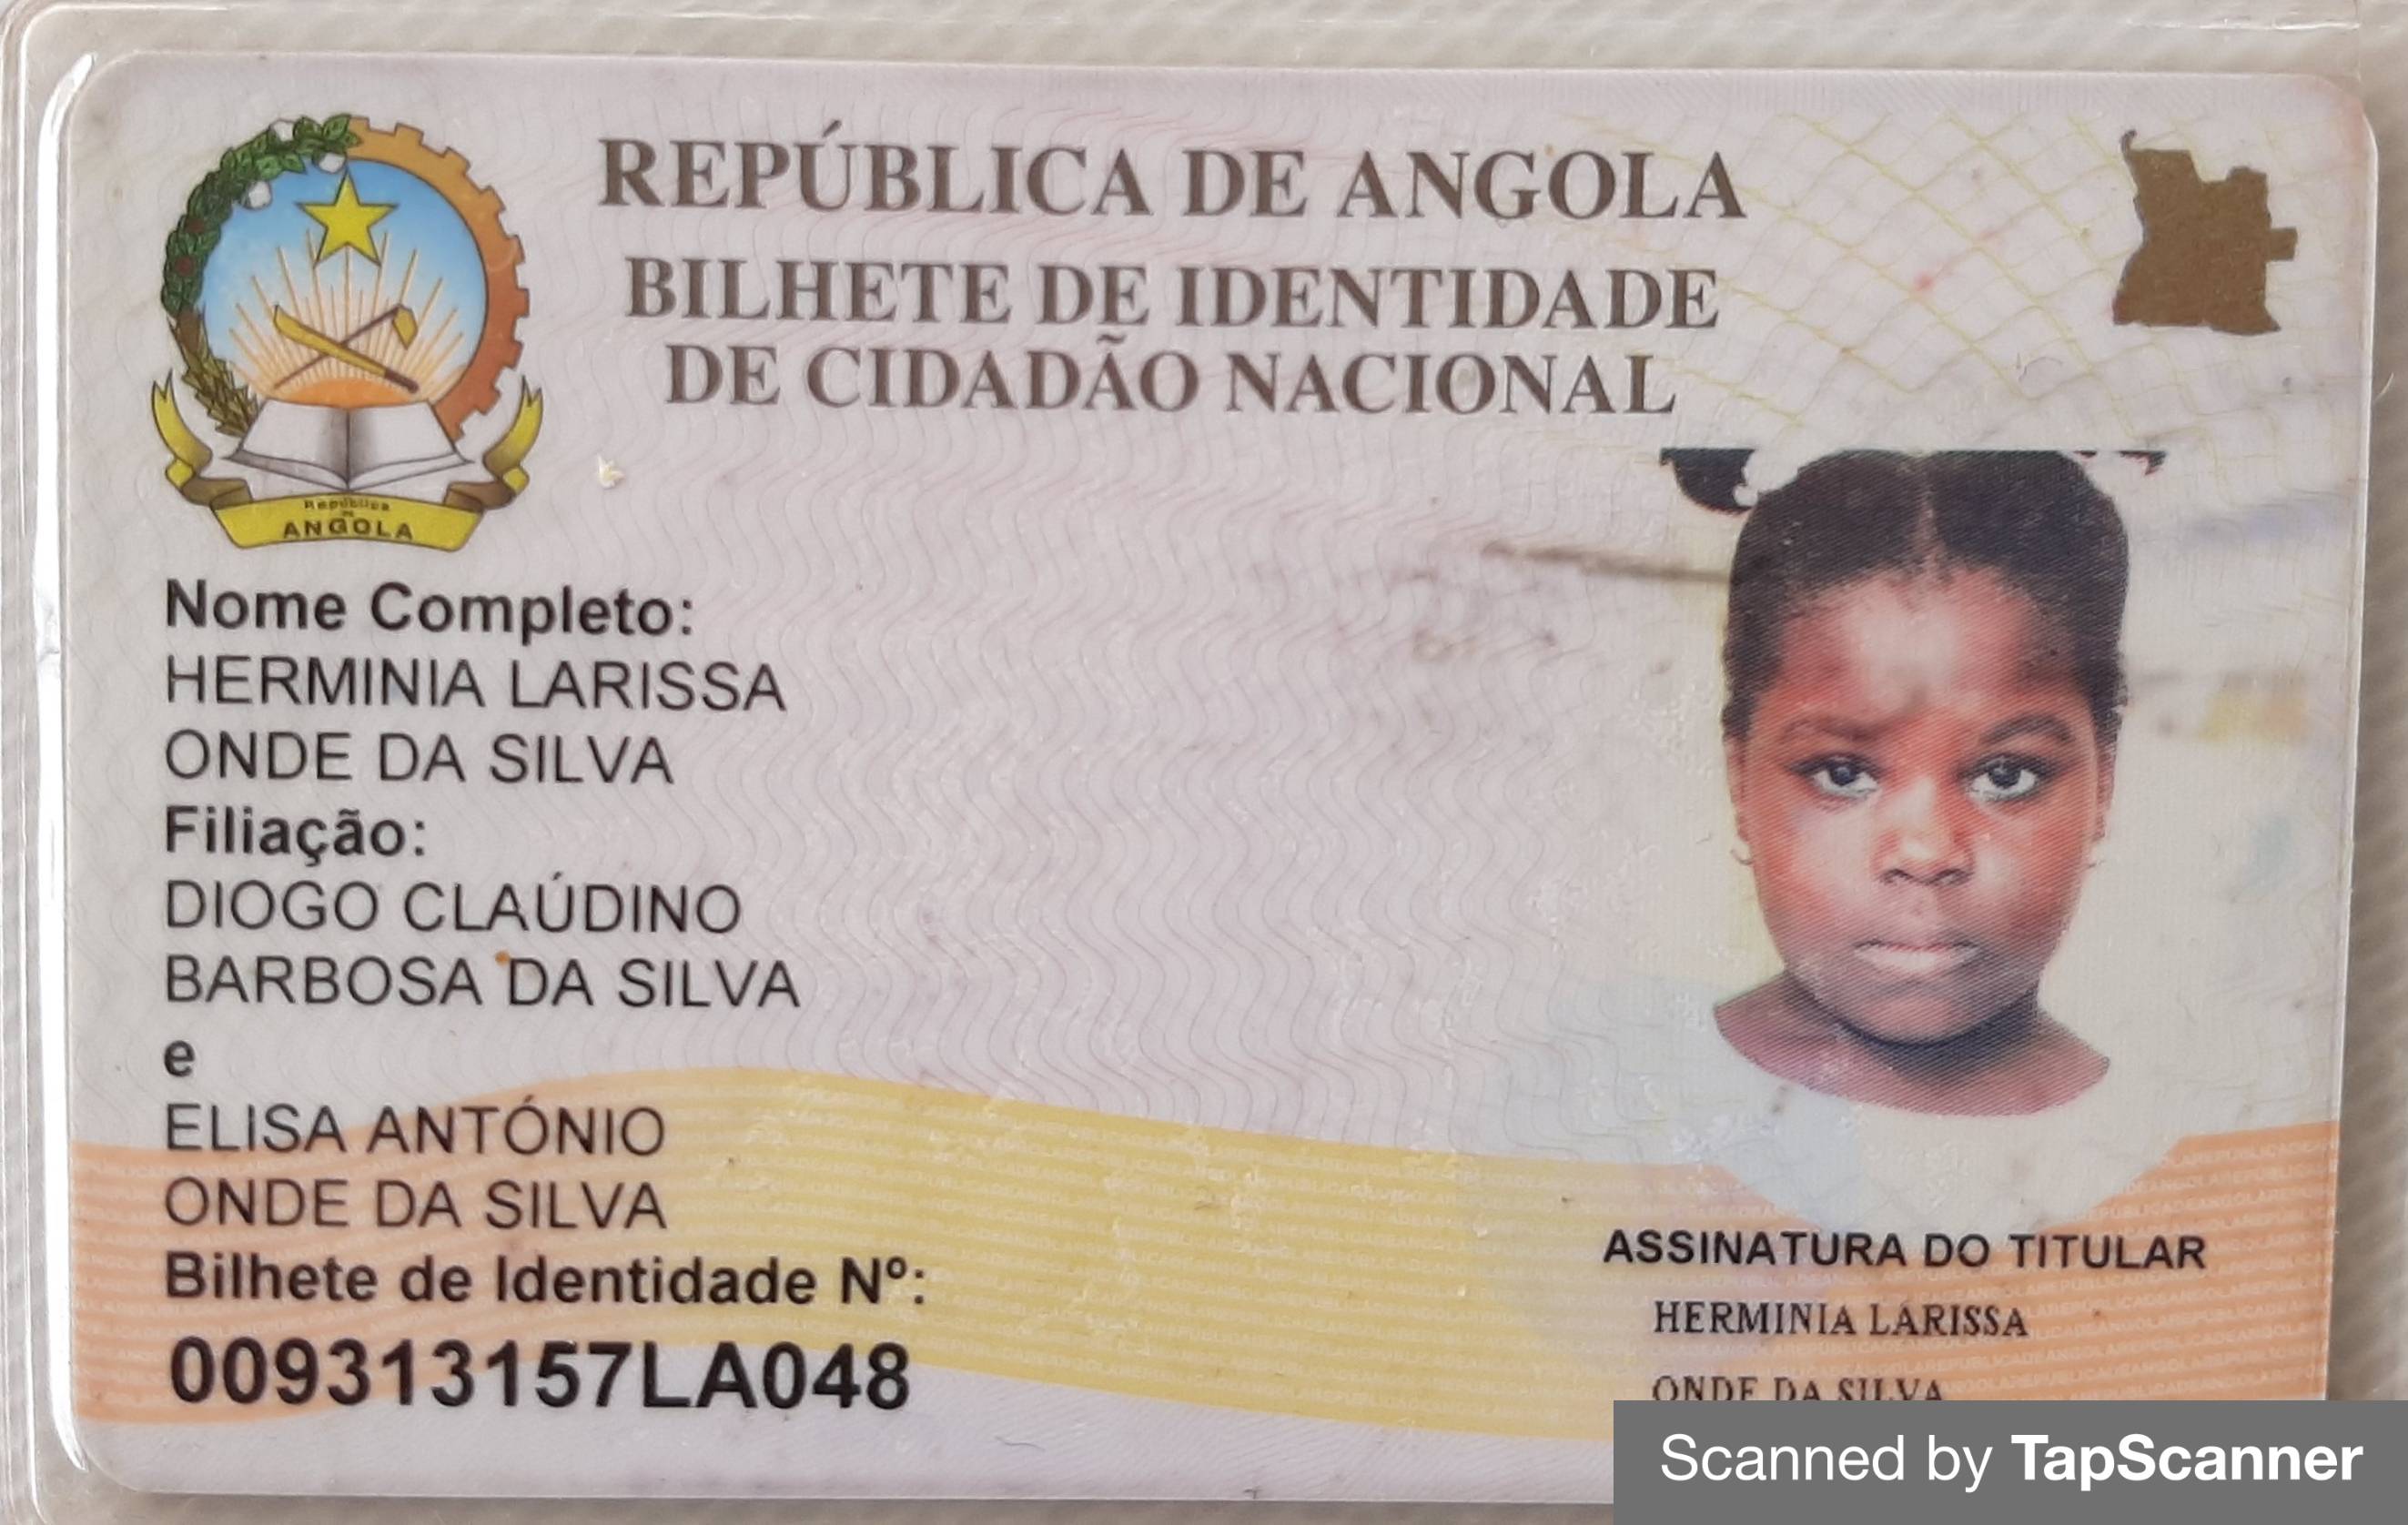 REPÚBLICA DE ANGOLA
BILHETE DE IDENTIDADE
DE CIDADÃO NACIONAL
República
DE
ANGOLA
Nome Completo:
HERMINIA LARISSA
ONDE DA SILVA
Filiação:
DIOGO CLAÚDINO
BARBOSA DA SILVA
e
ELISA ANTÓNIO
ONDE DA SILVA
Bilhete de Identidade Nº:
009313157LA048
ASSINATURA DO TITULAR
HERMINIA LARISSA
ONDE DA SILVA
Scanned by TapScanner